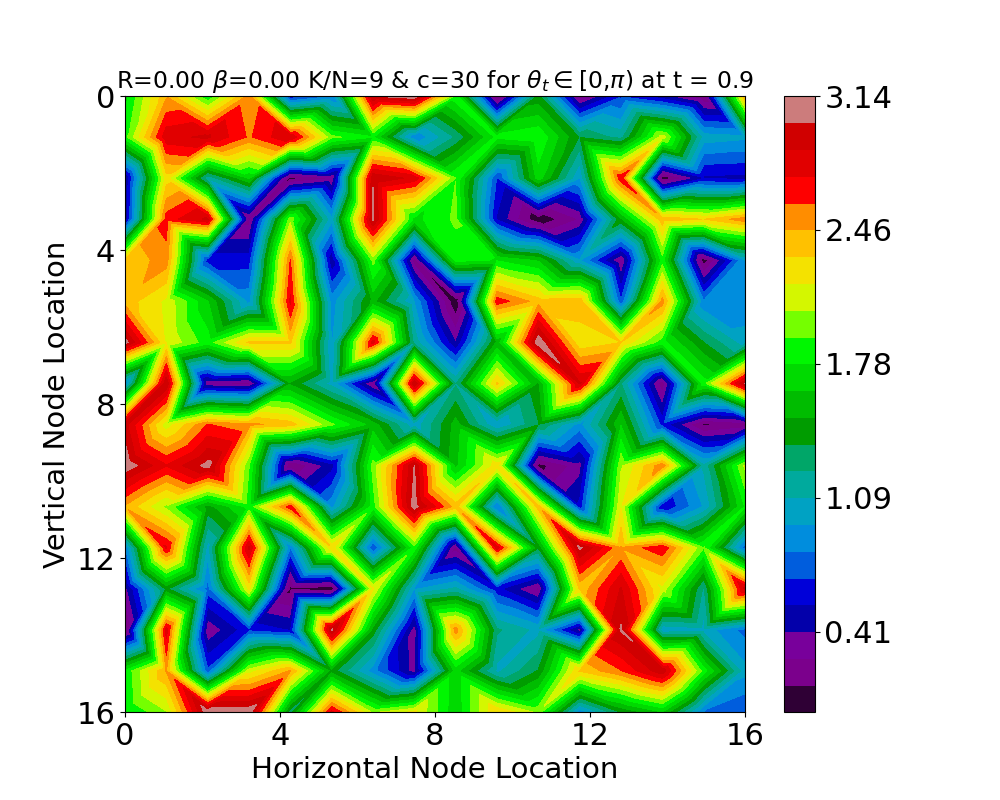 R=0.00 β=0.00 K/N=9 & c=30 for θ_t ∈ [0,π) at t = 0.9
0
4
8
12
16
Vertical Node Location
0 4 8 12 16
Horizontal Node Location
3.14
2.46
1.78
1.09
0.41